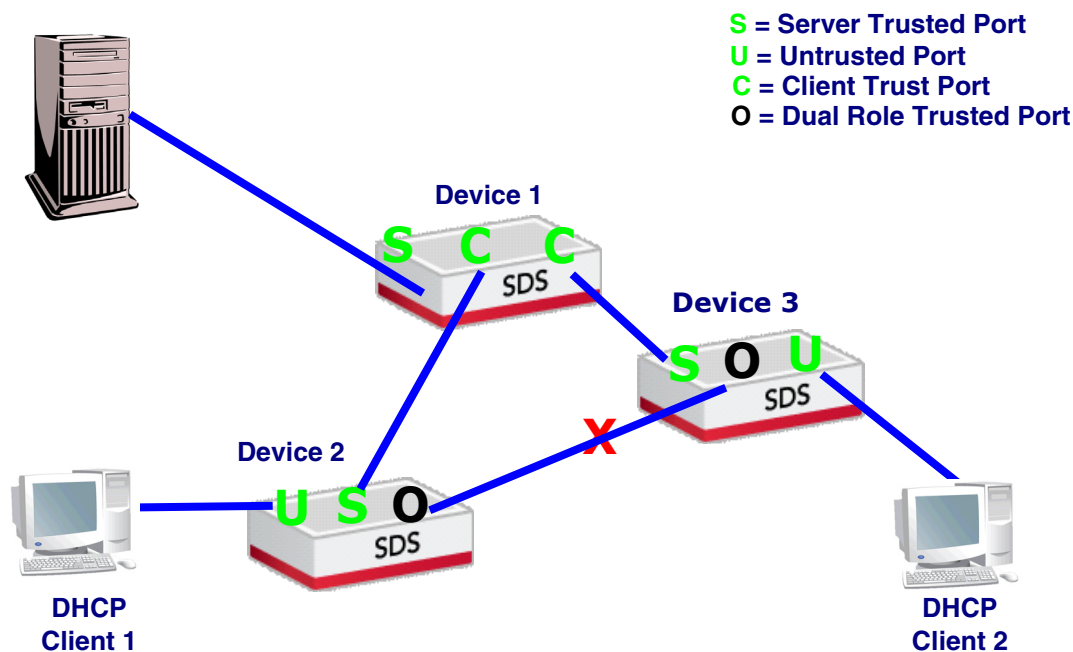 S = Server Trusted Port
U = Untrusted Port
C = Client Trust Port
O = Dual Role Trusted Port
Device 1
S C C
SDS
Device 3
S O U
SDS
X
Device 2
U S O
SDS
DHCP
Client 1
DHCP
Client 2